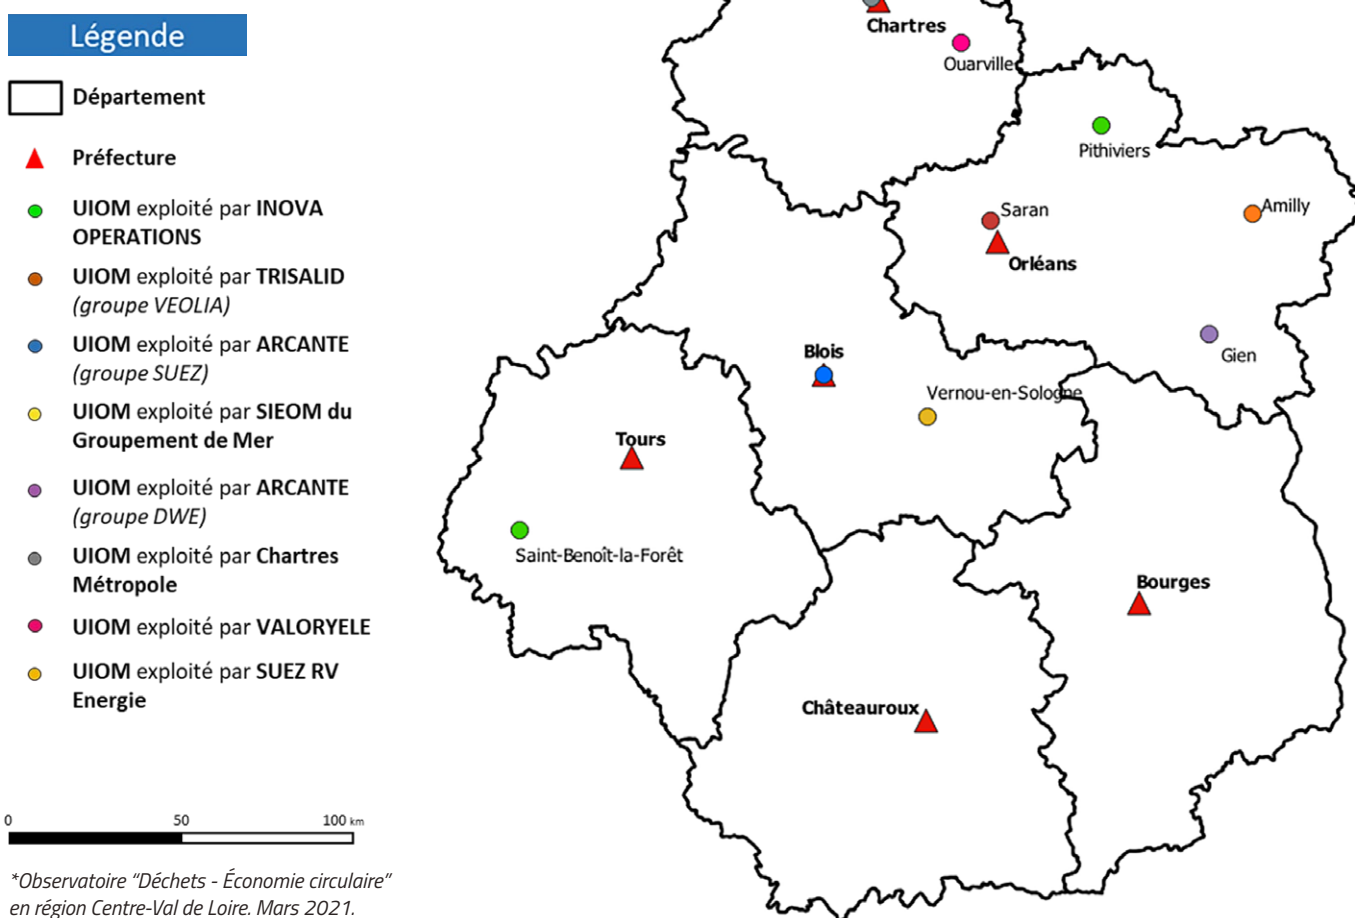 Légende
Département
Préfecture
UIOM exploité par INOVA
OPERATIONS
UIOM exploité par TRISALID
(groupe VEOLIA)
UIOM exploité par ARCANTE
(groupe SUEZ)
UIOM exploité par SIEOM du
Groupement de Mer
UIOM exploité par ARCANTE
(groupe DWE)
UIOM exploité par Chartres
Métropole
UIOM exploité par VALORYELE
UIOM exploité par SUEZ RV
Energie
0 50 100 km
*Observatoire “Déchets - Économie circulaire”
en région Centre-Val de Loire. Mars 2021.
Chartres
Ouarville
Pithiviers
Saran
Amilly
Orléans
Gien
Blois
Vernou-en-Sologne
Tours
Saint-Benoît-la-Forêt
Bourges
Châteauroux